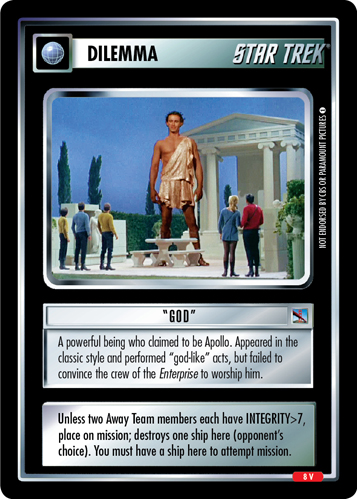 DILEMMA
STAR TREK
NOT ENDORSED BY CBS OR PARAMOUNT PICTURES
"GOD"
A powerful being who claimed to be Apollo. Appeared in the
classic style and performed "god-like" acts, but failed to
convince the crew of the Enterprise to worship him.
Unless two Away Team members each have INTEGRITY>7,
place on mission; destroys one ship here (opponent's
choice). You must have a ship here to attempt mission.
8 V